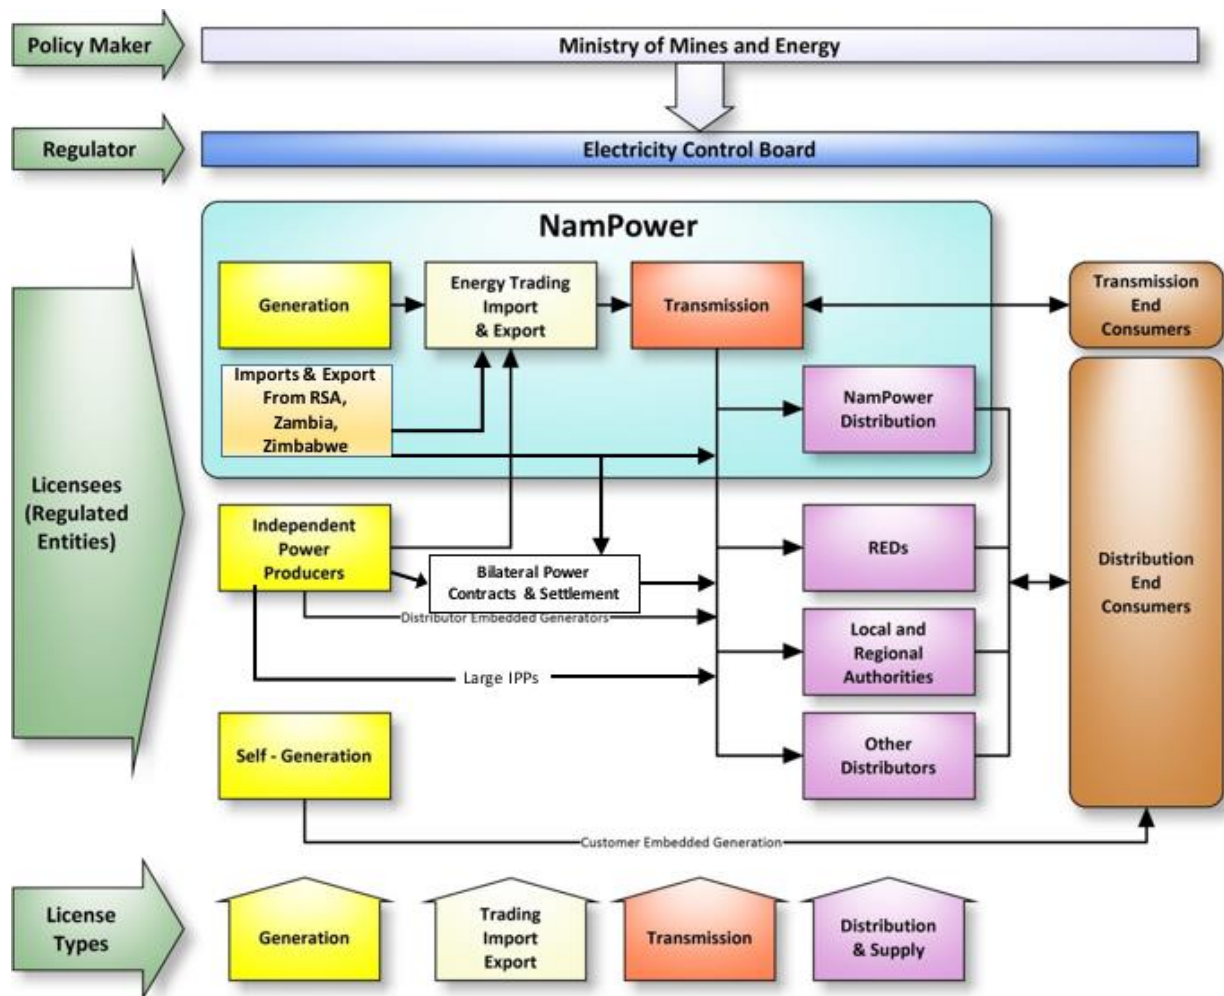 Policy Maker
Ministry of Mines and Energy
Regulator
Electricity Control Board
NamPower
Generation
Energy Trading
Import
& Export
Transmission
Transmission
End
Consumers
Imports & Export
From RSA,
Zambia,
Zimbabwe
NamPower
Distribution
Licensees
(Regulated
Entities)
Independent
Power
Producers
Bilateral Power
Contracts & Settlement
REDs
Distribution
End
Consumers
Distributor Embedded Generators
Local and
Regional
Authorities
Large IPPs
Self - Generation
Other
Distributors
Customer Embedded Generation
License
Types
Generation
Trading
Import
Export
Transmission
Distribution
& Supply